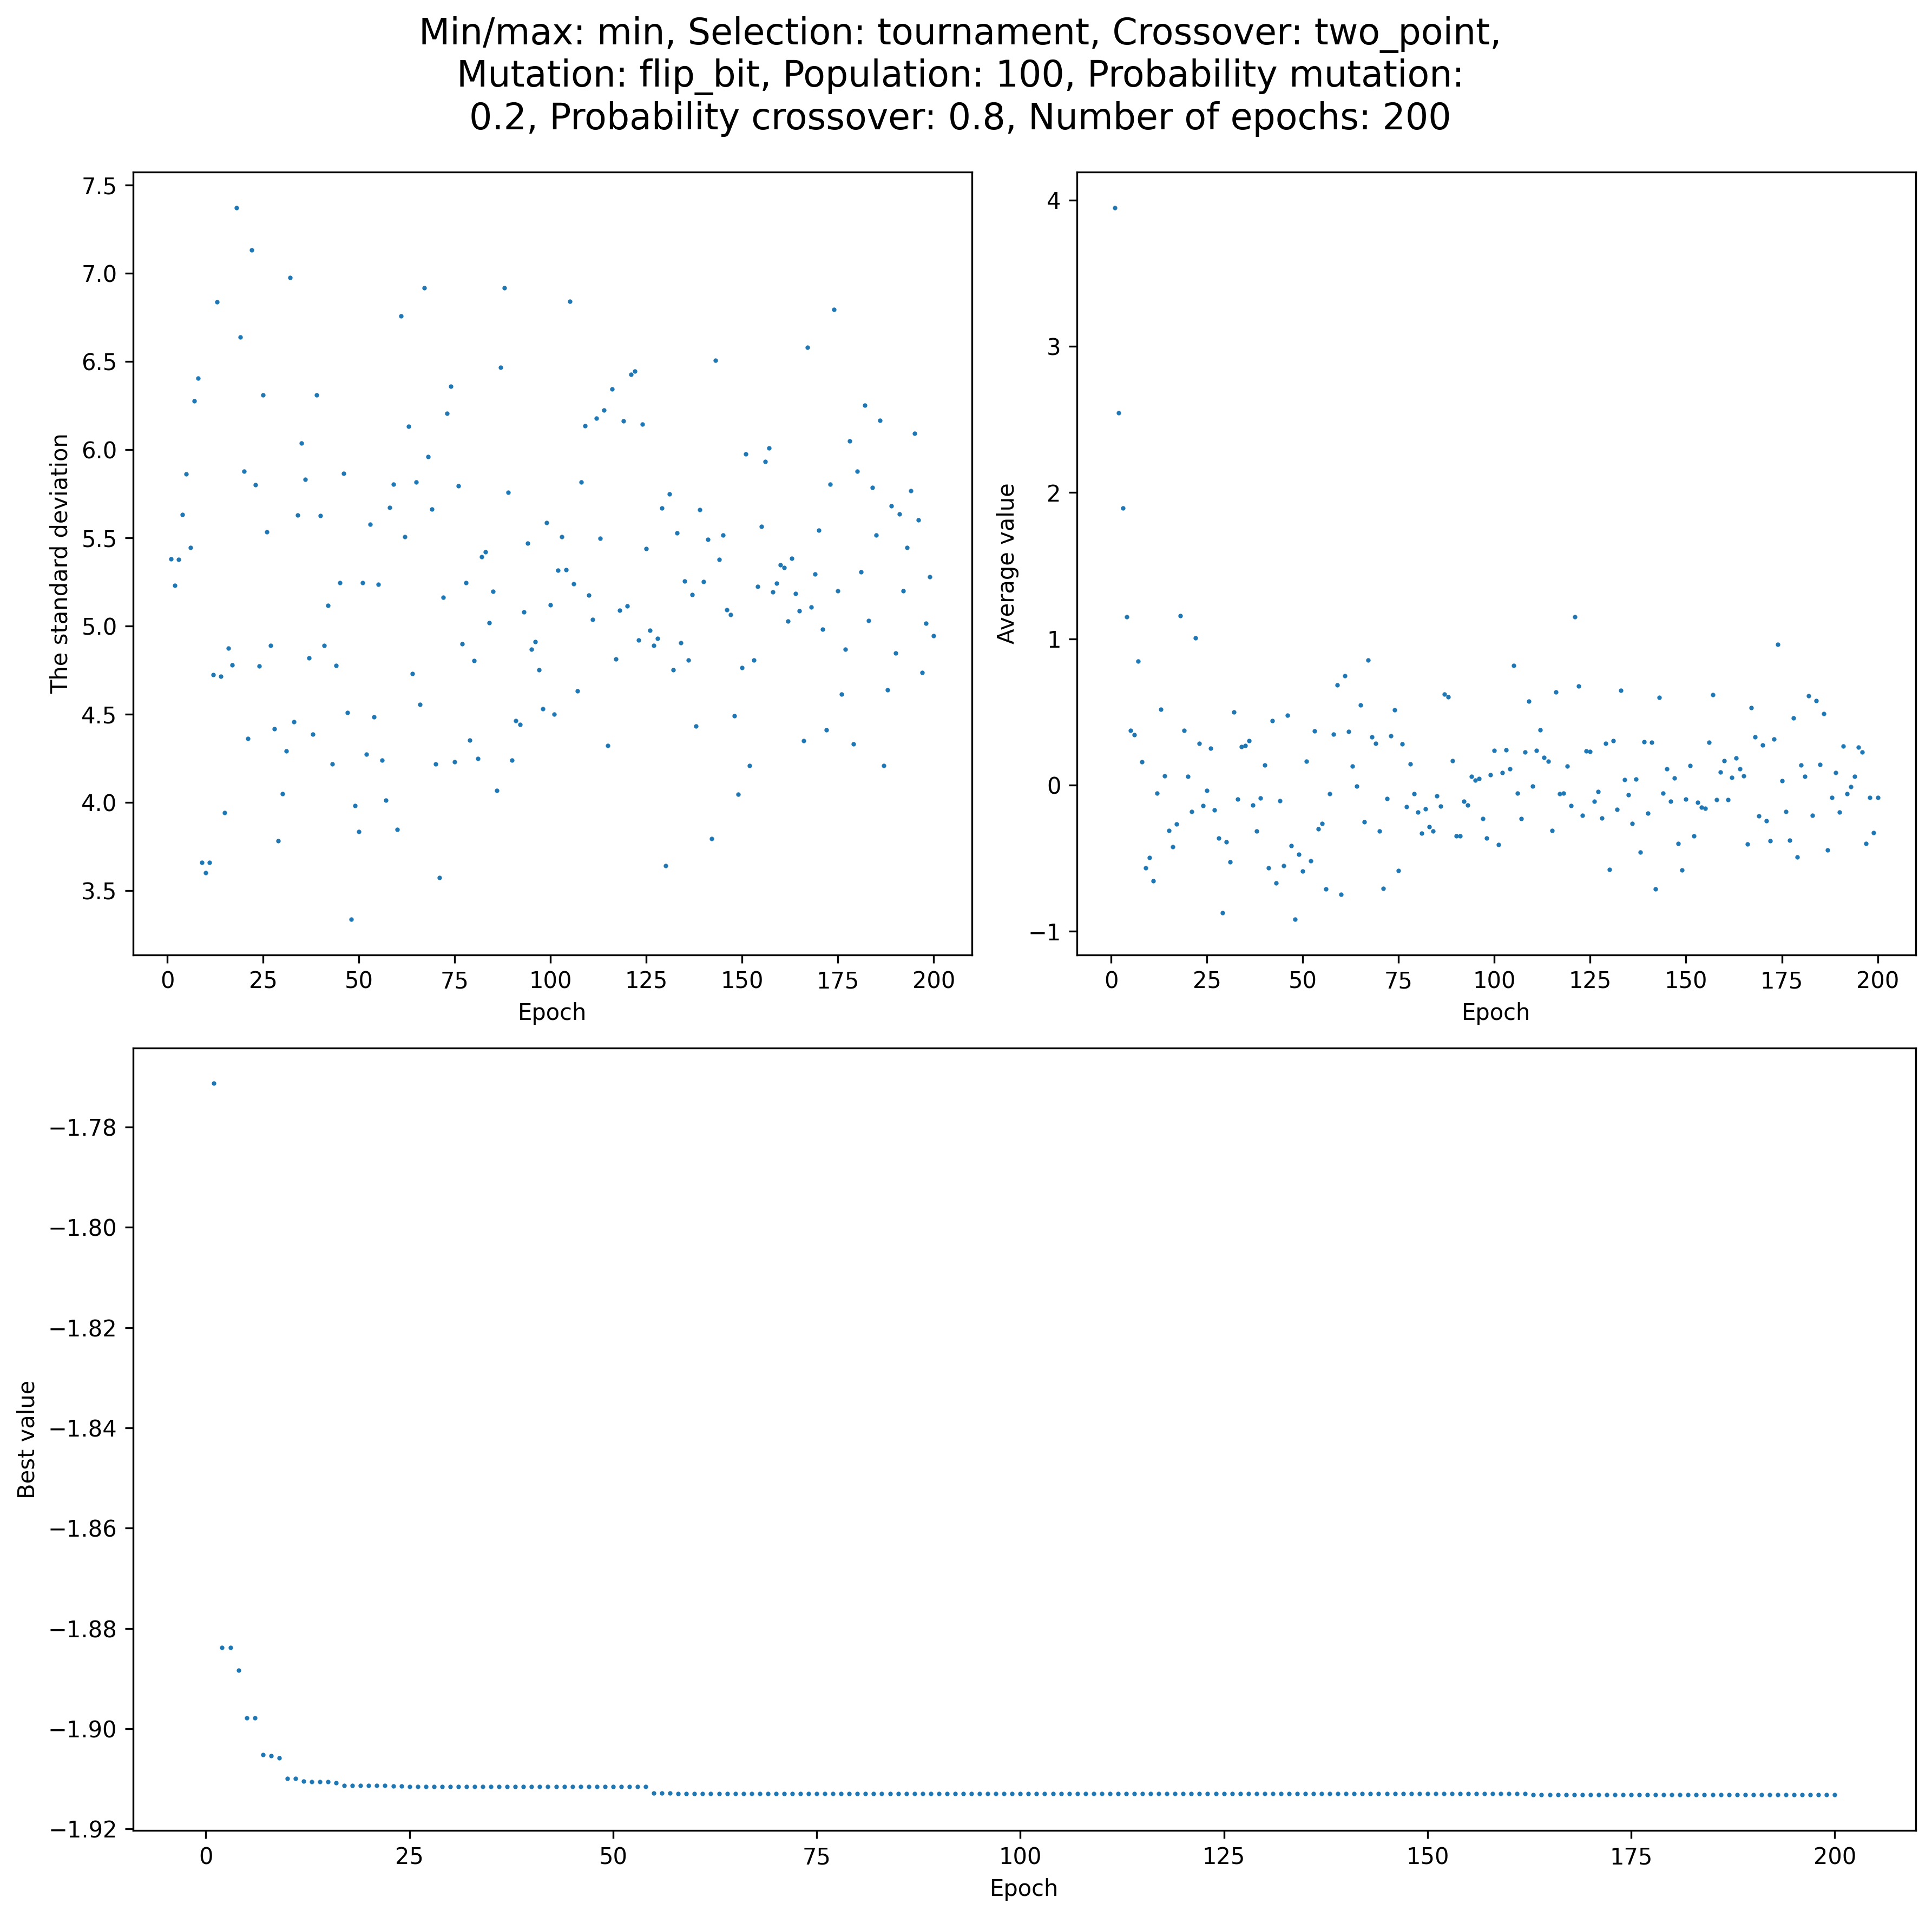 Min/max: min, Selection: tournament, Crossover: two_point,
Mutation: flip_bit, Population: 100, Probability mutation:
0.2, Probability crossover: 0.8, Number of epochs: 200
7.5
7.0
6.5
6.0
5.5
5.0
4.5
4.0
3.5
The standard deviation
0 25 50 75 100 125 150 175 200
Epoch
4
3
2
1
0
−1
Average value
0 25 50 75 100 125 150 175 200
Epoch
−1.78
−1.80
−1.82
−1.84
−1.86
−1.88
−1.90
−1.92
Best value
0 25 50 75 100 125 150 175 200
Epoch